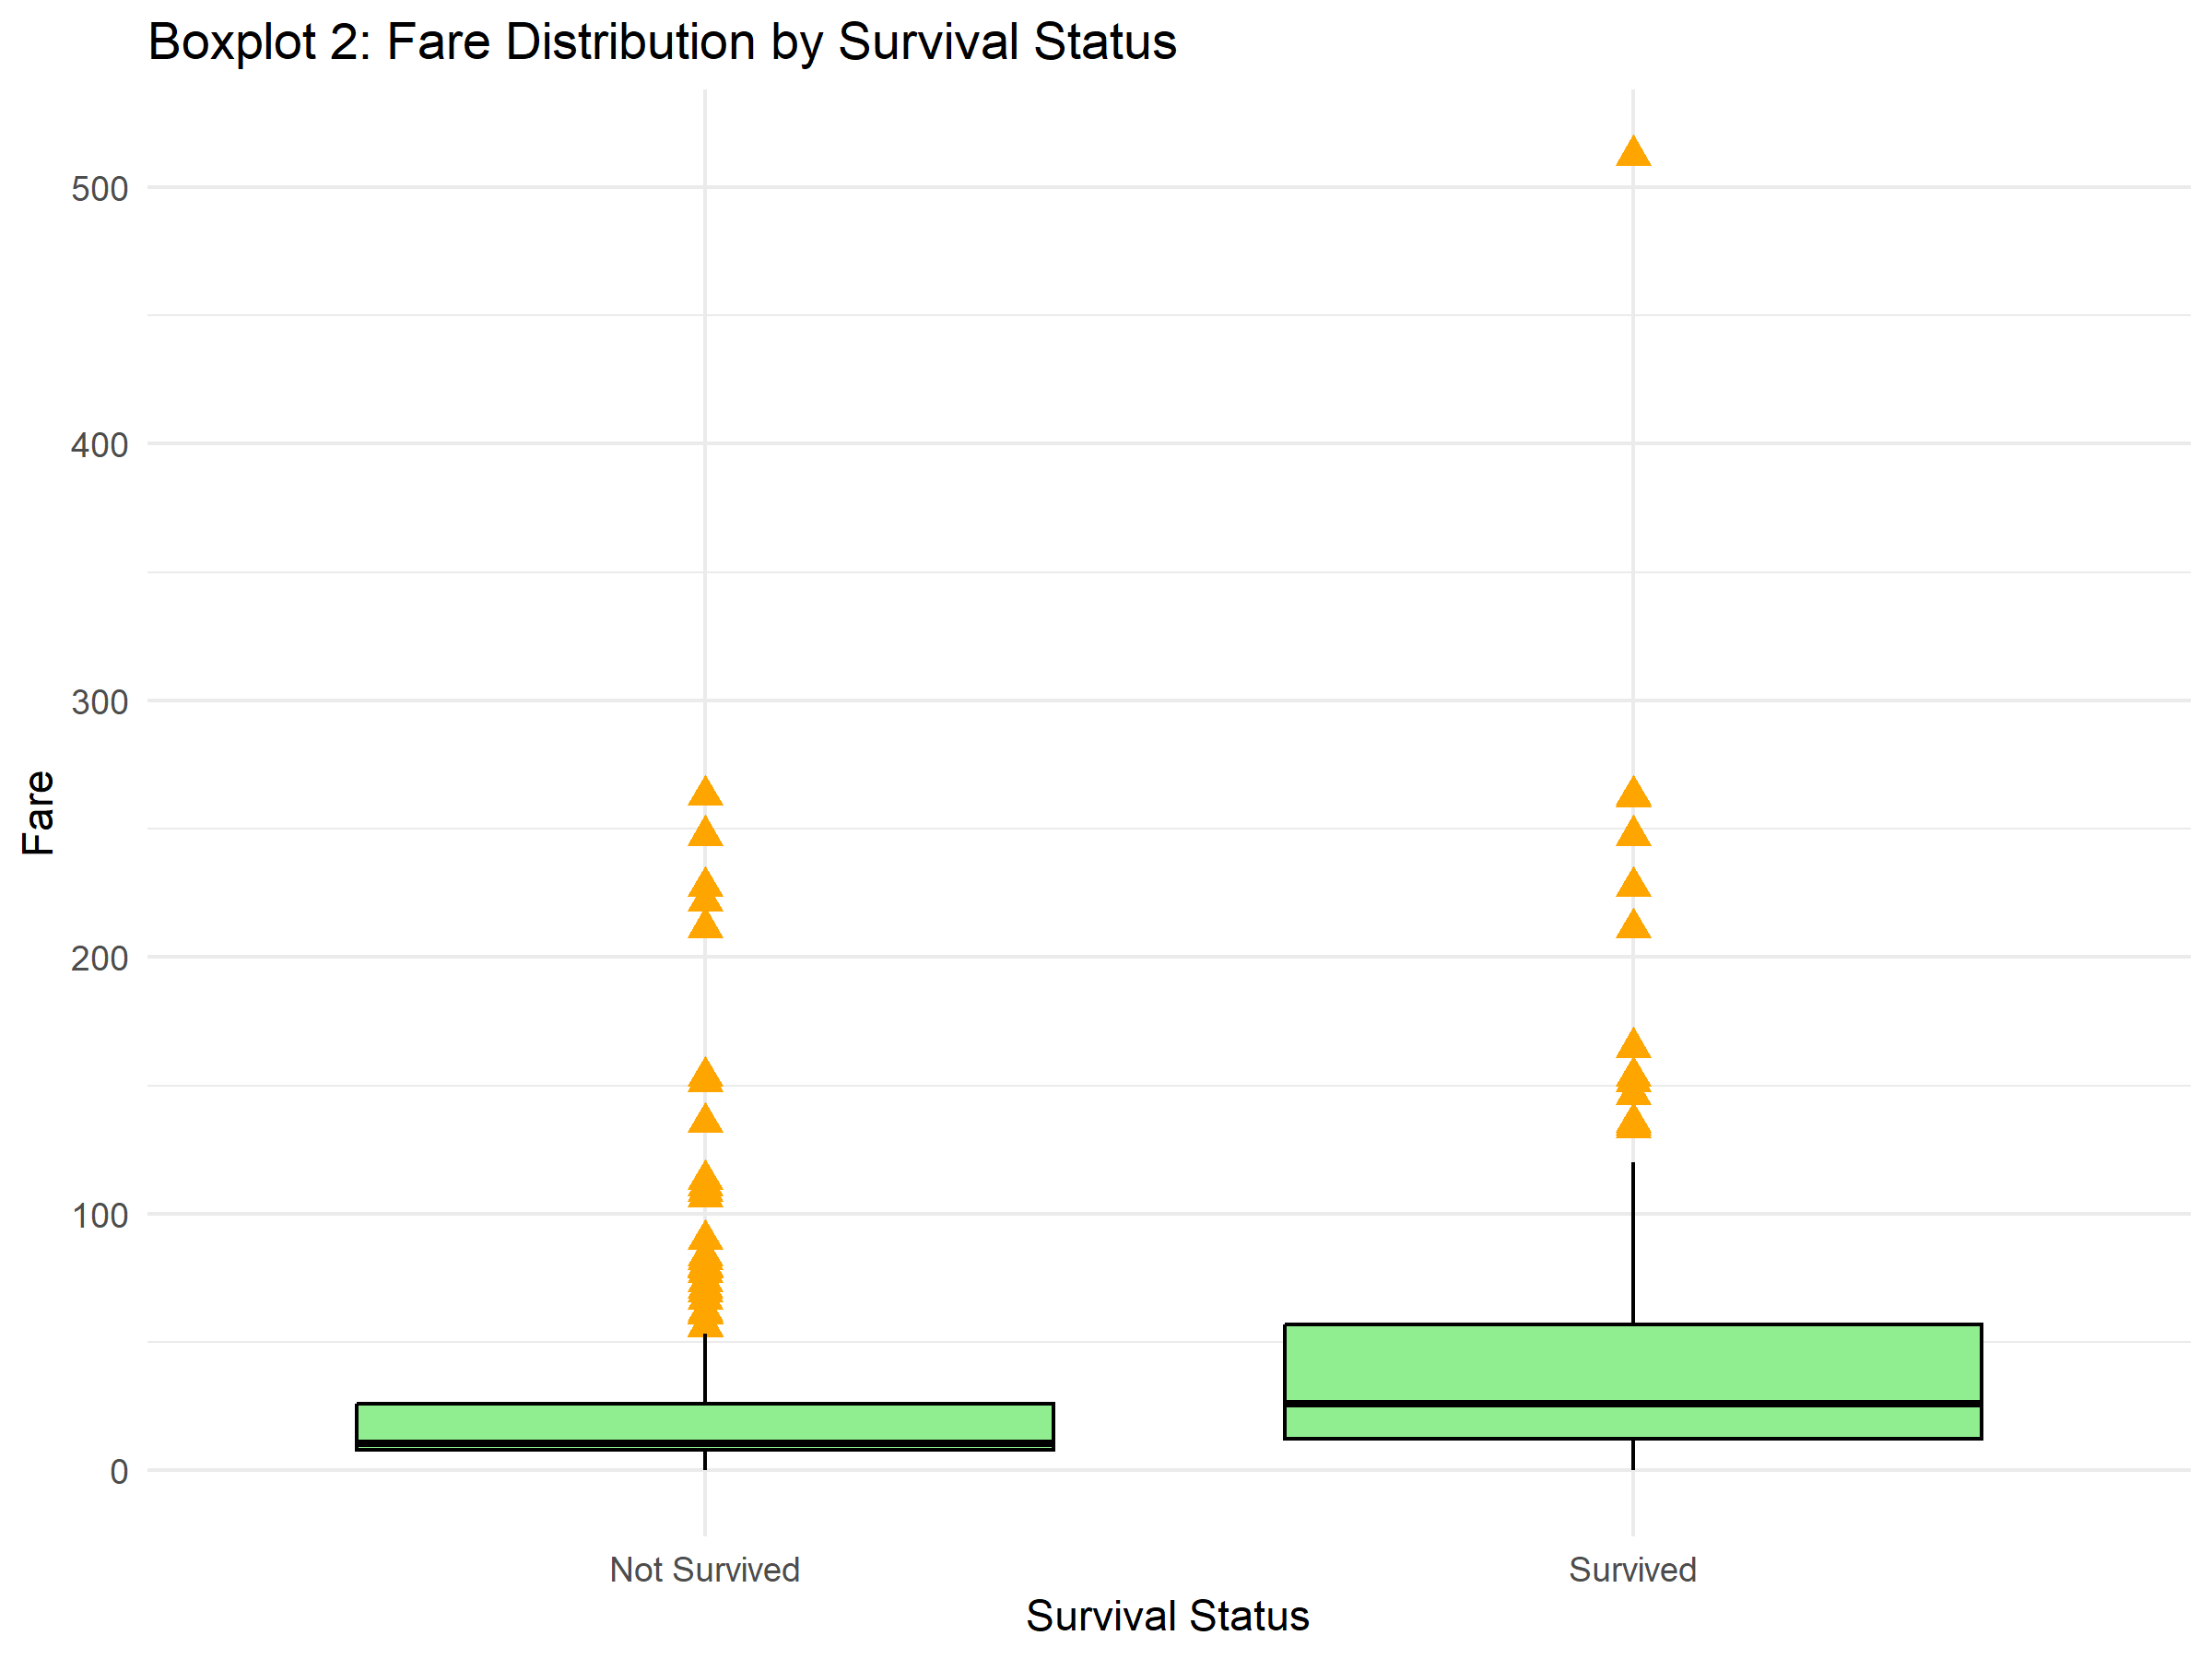 Boxplot 2: Fare Distribution by Survival Status
500
400
300
200
100
0
Fare
Not Survived
Survived
Survival Status